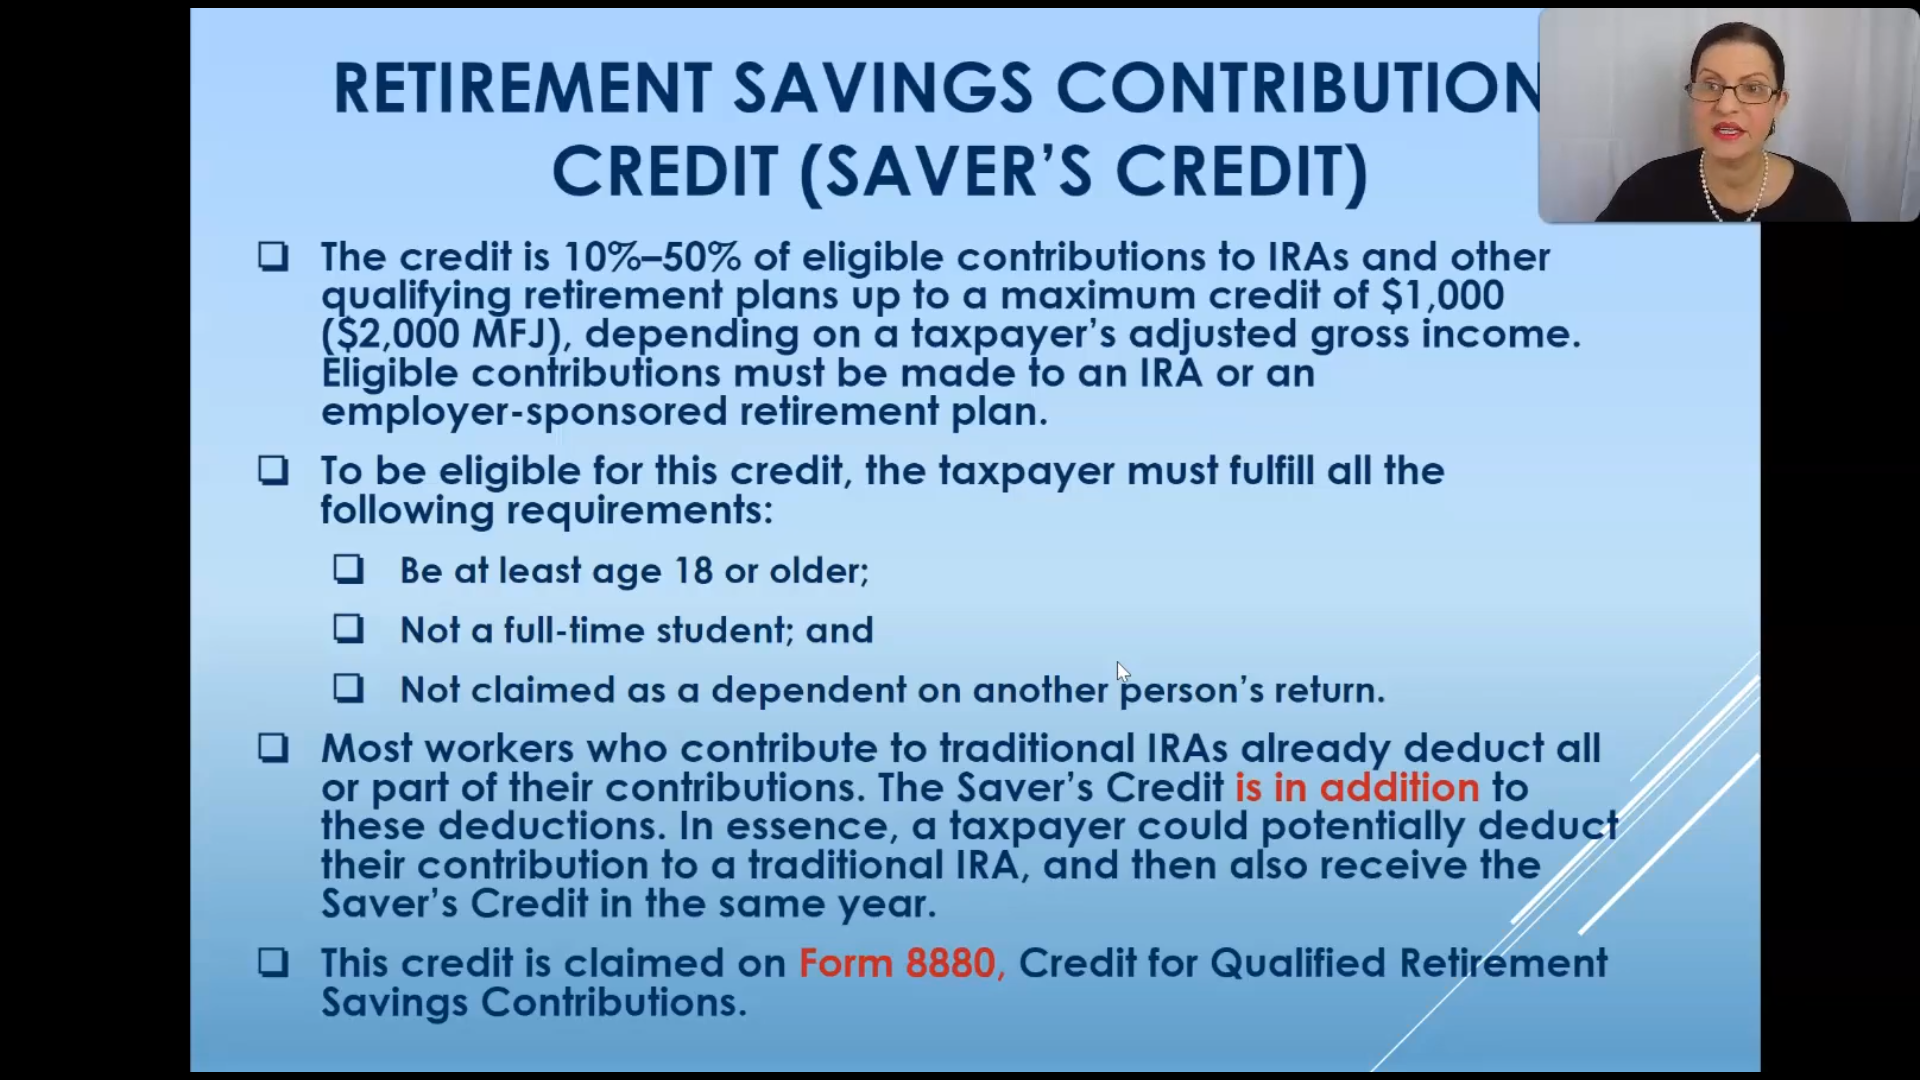 RETIREMENT SAVINGS CONTRIBUTION
CREDIT (SAVER’S CREDIT)
The credit is 10%–50% of eligible contributions to IRAs and other
qualifying retirement plans up to a maximum credit of $1,000
($2,000 MFJ), depending on a taxpayer’s adjusted gross income.
Eligible contributions must be made to an IRA or an
employer-sponsored retirement plan.
To be eligible for this credit, the taxpayer must fulfill all the
following requirements:
Be at least age 18 or older;
Not a full-time student; and
Not claimed as a dependent on another person’s return.
Most workers who contribute to traditional IRAs already deduct all
or part of their contributions. The Saver’s Credit is in addition to
these deductions. In essence, a taxpayer could potentially deduct
their contribution to a traditional IRA, and then also receive the
Saver’s Credit in the same year.
This credit is claimed on Form 8880, Credit for Qualified Retirement
Savings Contributions.